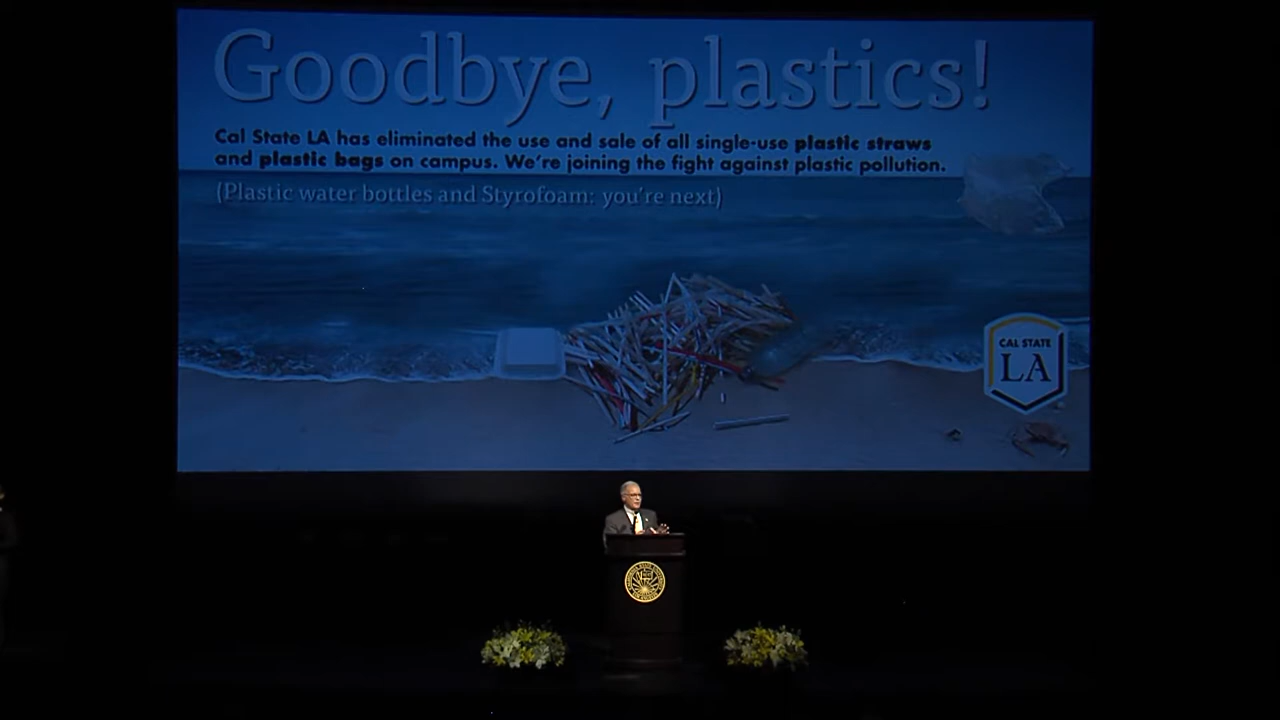 Goodbye, plastics!
Cal State LA has eliminated the use and sale of all single-use plastic straws
and plastic bags on campus. We're joining the fight against plastic pollution.
(Plastic water bottles and Styrofoam: you're next)
CAL STATE
LA